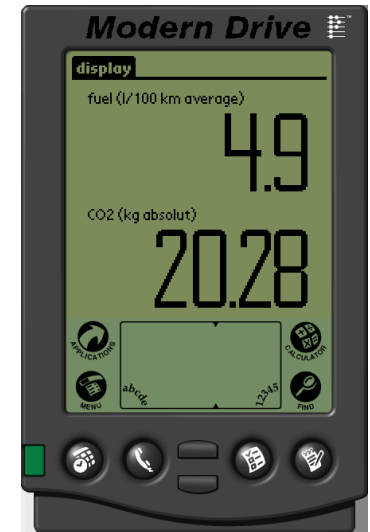 Modern Drive ™
display
fuel (l/100 km average)
4.9
CO2 (kg absolut)
20.28
APPLICATIONS
CALCULATOR
MENU
abcde
12345
FIND